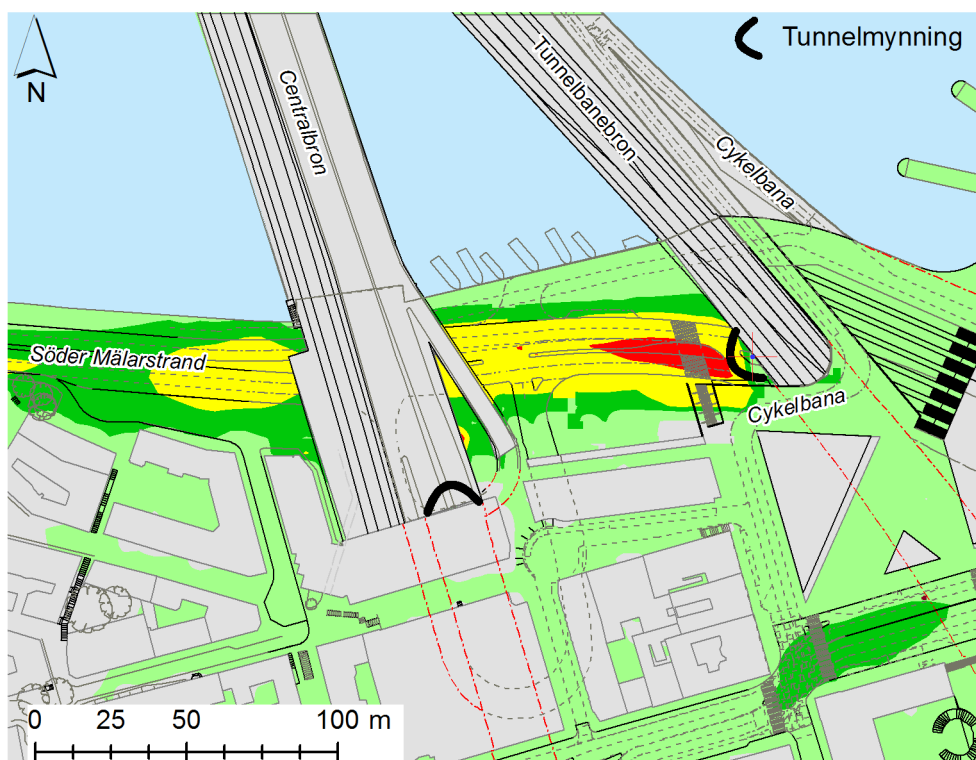 Tunnelmynning
N
Centralbron
Tunnelbanebron
Cykelbana
Söder Mälarstrand
Cykelbana
0 25 50 100 m